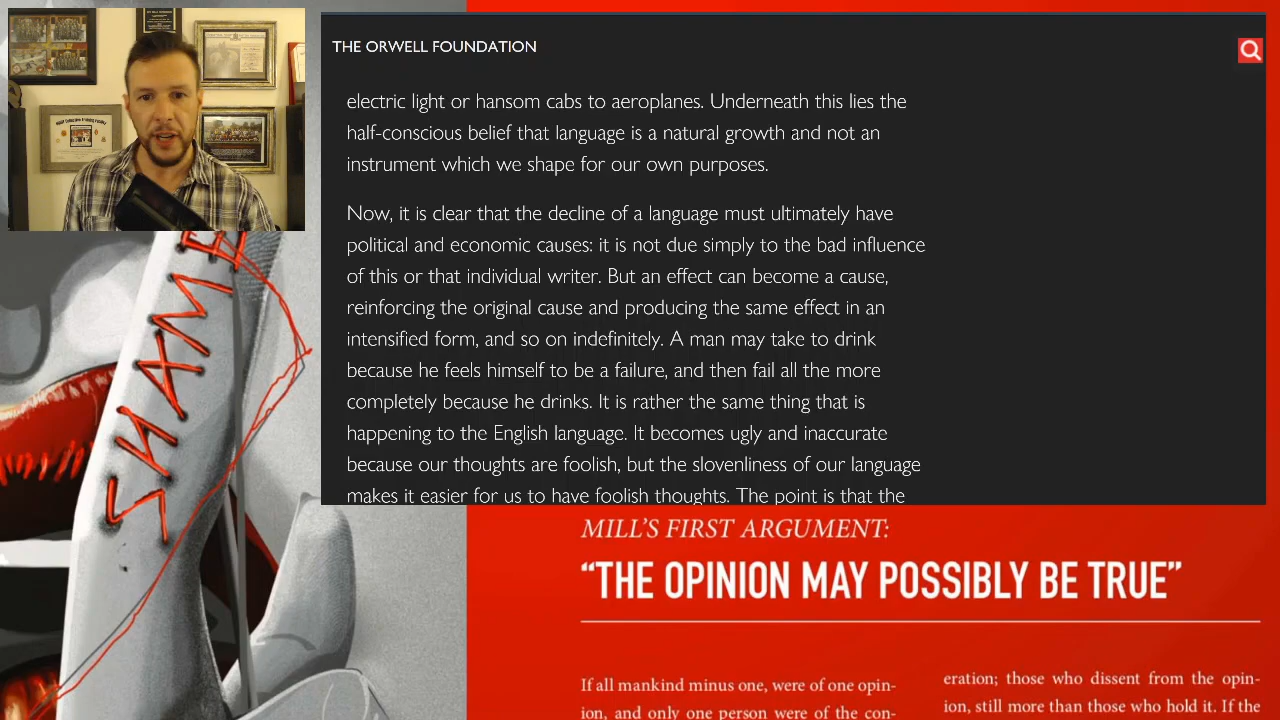 THE ORWELL FOUNDATION
electric light or hansom cabs to aeroplanes. Underneath this lies the
half-conscious belief that language is a natural growth and not an
instrument which we shape for our own purposes.
Now, it is clear that the decline of a language must ultimately have
political and economic causes: it is not due simply to the bad influence
of this or that individual writer. But an effect can become a cause,
reinforcing the original cause and producing the same effect in an
intensified form, and so on indefinitely. A man may take to drink
because he feels himself to be a failure, and then fail all the more
completely because he drinks. It is rather the same thing that is
happening to the English language. It becomes ugly and inaccurate
because our thoughts are foolish, but the slovenliness of our language
makes it easier for us to have foolish thoughts. The point is that the
SHAME
MILL'S FIRST ARGUMENT:
“THE OPINION MAY POSSIBLY BE TRUE”
If all mankind minus one, were of one opin-
ion, and only one person were of the con-
eration; those who dissent from the opin-
ion, still more than those who hold it. If the